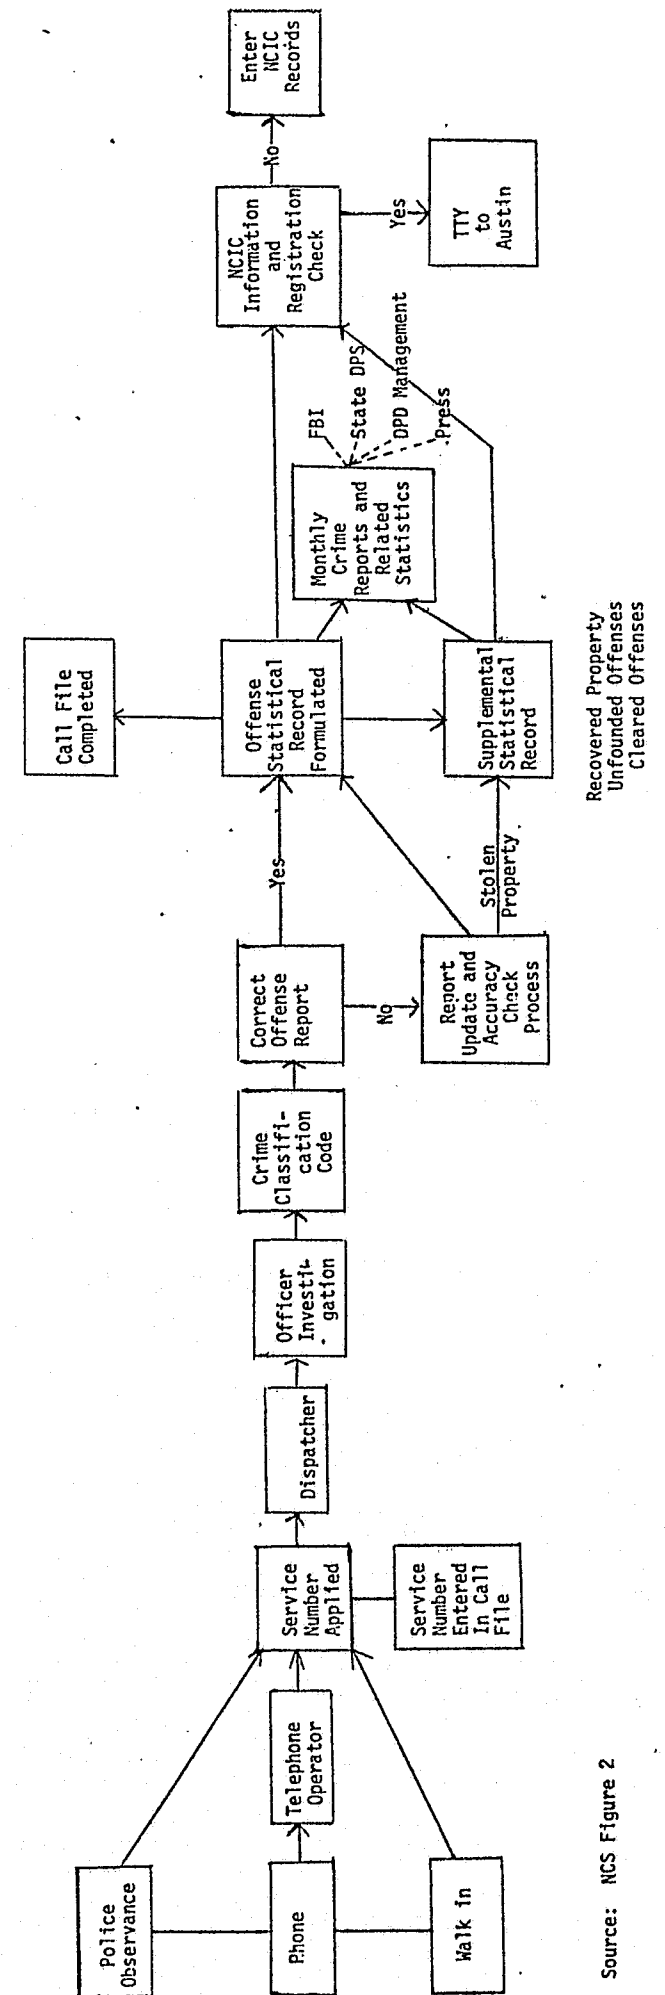 Police
Observance
Phone
Walk in
Telephone
Operator
Service
Number
Applied
Service
Number
Entered
In Call
File
Dispatcher
Officer
Investi-
gation
Crime
Classifi-
cation
Code
Correct
Offense
Report
Yes
No
Report
Update and
Accuracy
Check
Process
Stolen
Property
Call File
Completed
Offense
Statistical
Record
Formulated
Supplemental
Statistical
Record
Recovered Property
Unfounded Offenses
Cleared Offenses
Monthly
Crime
Reports and
Related
Statistics
FBI
State DPS
DPD Management
Press
NCIC
Information
and
Registration
Check
No
Yes
Enter
NCIC
Records
TTY
to
Austin
Source: NCS Figure 2